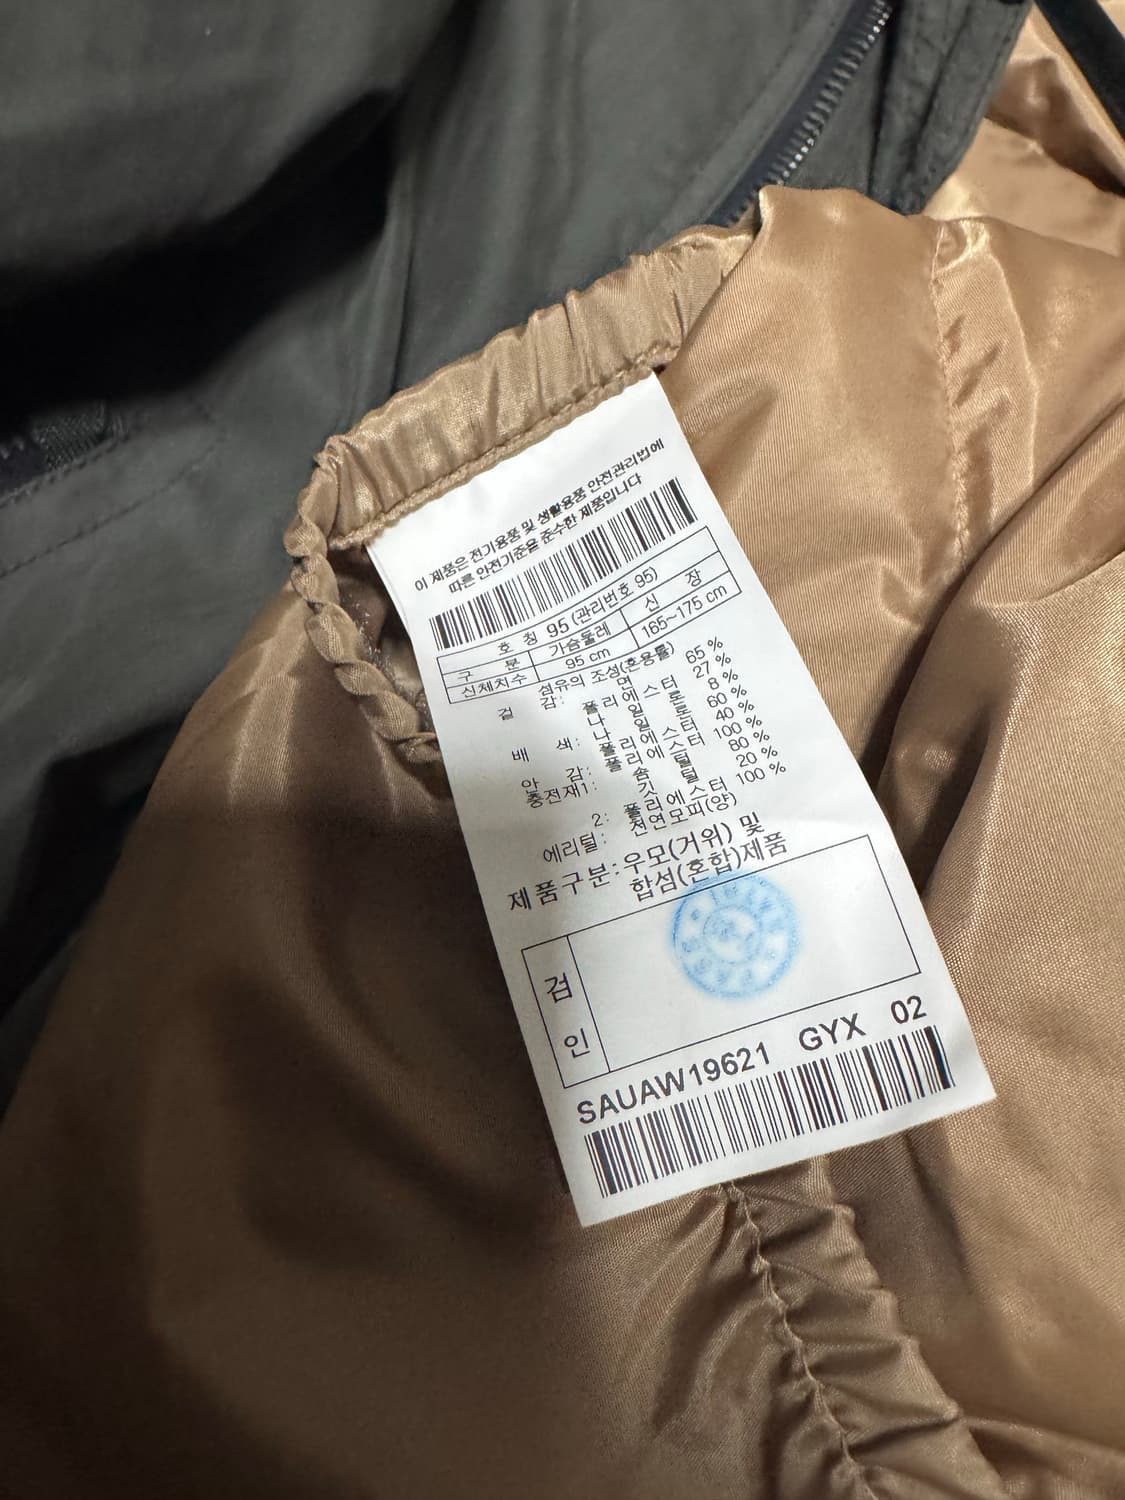 이 제품은 전기용품 및 생활용품 안전관리법에
따른 안전기준을 준수한 제품입니다
호 칭 95 (관리번호 95)
구 분 가슴둘레 신 장
신체치수 95 cm 165~175 cm
섬유의 조성(혼용률)
겉 감: 면 65 %
폴리에스터 27 %
나일로 8 %
배 색: 나일로 60 %
폴리에스터 40 %
안 감: 폴리에스터 100 %
충전재1: 솜털 80 %
깃털 20 %
2: 폴리에스터 100 %
에리털: 천연모피(양)
제품구분: 우모(거위) 및
합섬(혼합)제품
검
인
SAUAW19621 GYX 02